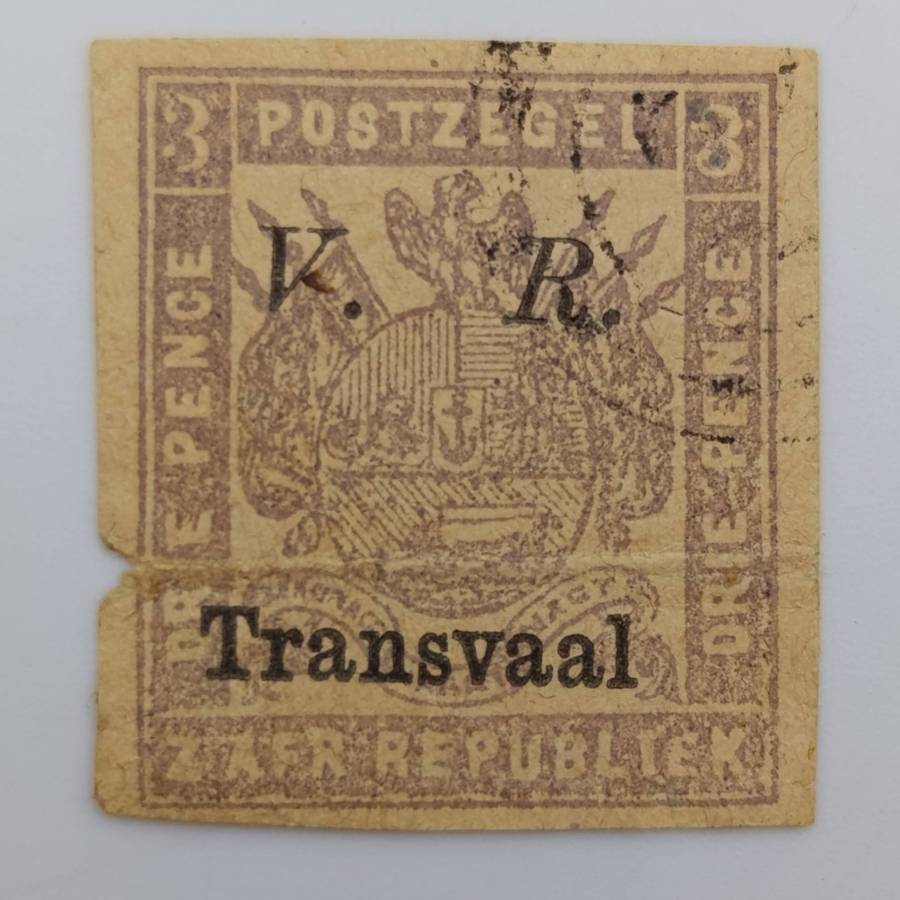 3 POSTZEGEL 3
V. R.
DRIE PENCE
DRIE PENCE
Transvaal
Z. AFR. REPUBLIEK